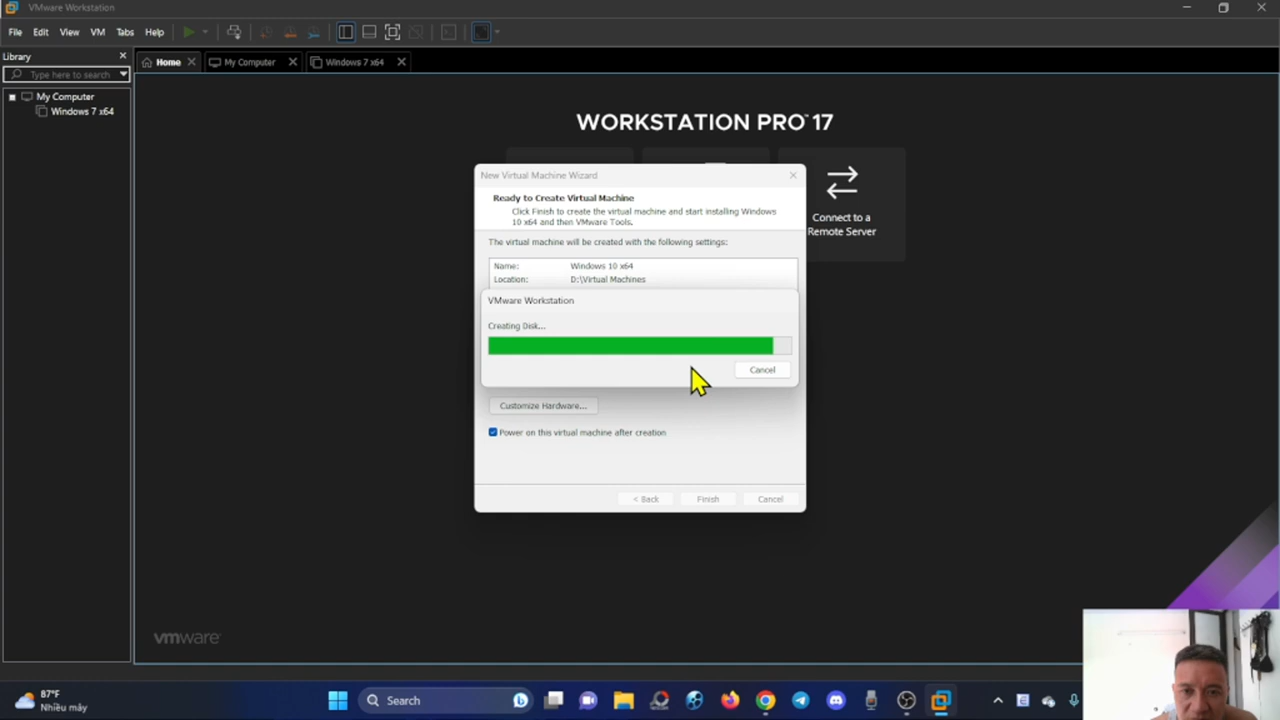 VMware Workstation
File Edit View VM Tabs Help
Library
Type here to search
Home
My Computer
Windows 7 x64
My Computer
Windows 7 x64
WORKSTATION PRO™ 17
New Virtual Machine Wizard
Ready to Create Virtual Machine
Click Finish to create the virtual machine and start installing Windows
10 x64 and then VMware Tools.
The virtual machine will be created with the following settings:
Name: Windows 10 x64
Location: D:\Virtual Machines
VMware Workstation
Creating Disk...
Cancel
Customize Hardware...
Power on this virtual machine after creation
< Back Finish Cancel
Connect to a
Remote Server
vmware
87°F
Nhiều mây
Search